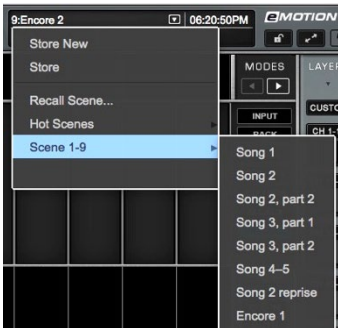 9:Encore 2 06:20:50PM eMOTION
Store New
Store
Recall Scene...
Hot Scenes
Scene 1-9
MODES
LAYE
INPUT
CUSTO
CH 1-1
Song 1
Song 2
Song 2, part 2
Song 3, part 1
Song 3, part 2
Song 4–5
Song 2 reprise
Encore 1